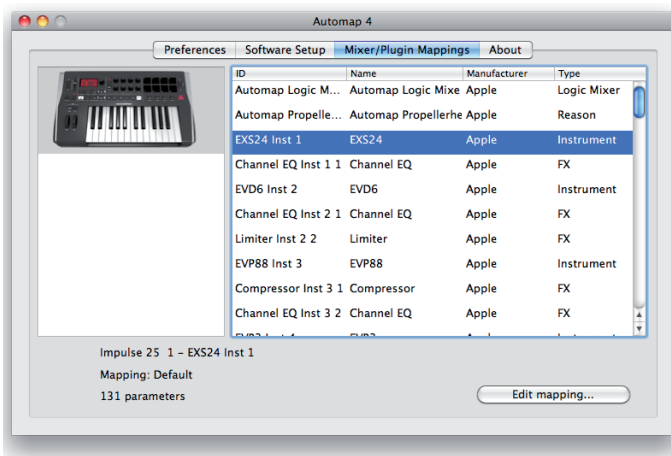 Automap 4
Preferences Software Setup Mixer/Plugin Mappings About
ID Name Manufacturer Type
Automap Logic M... Automap Logic Mixe Apple Logic Mixer
Automap Propelle... Automap Propellerhe Apple Reason
EXS24 Inst 1 EXS24 Apple Instrument
Channel EQ Inst 1 1 Channel EQ Apple FX
EVD6 Inst 2 EVD6 Apple Instrument
Channel EQ Inst 2 1 Channel EQ Apple FX
Limiter Inst 2 2 Limiter Apple FX
EVP88 Inst 3 EVP88 Apple Instrument
Compressor Inst 3 1 Compressor Apple FX
Channel EQ Inst 3 2 Channel EQ Apple FX
Impulse 25 1 – EXS24 Inst 1
Mapping: Default
131 parameters
Edit mapping...